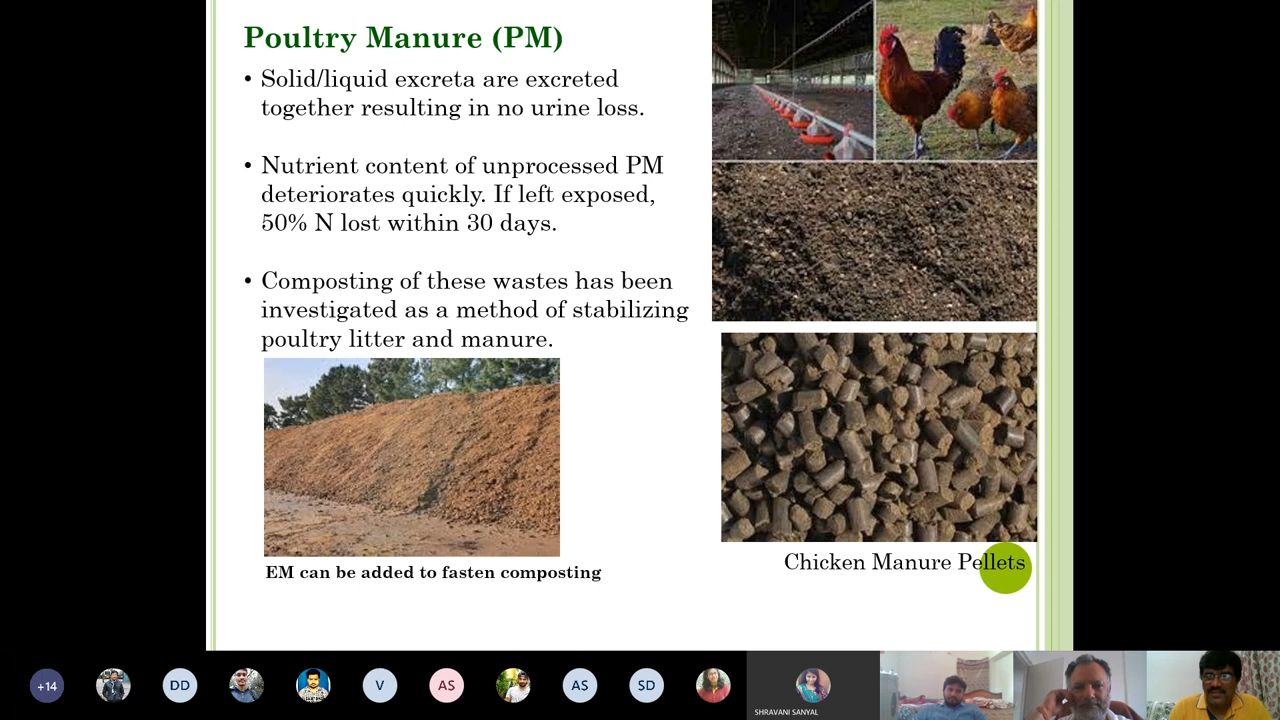 Poultry Manure (PM)
• Solid/liquid excreta are excreted
together resulting in no urine loss.
• Nutrient content of unprocessed PM
deteriorates quickly. If left exposed,
50% N lost within 30 days.
• Composting of these wastes has been
investigated as a method of stabilizing
poultry litter and manure.
EM can be added to fasten composting
Chicken Manure Pellets
+14
DD
V
AS
AS
SD
SHRAVANI SANYAL